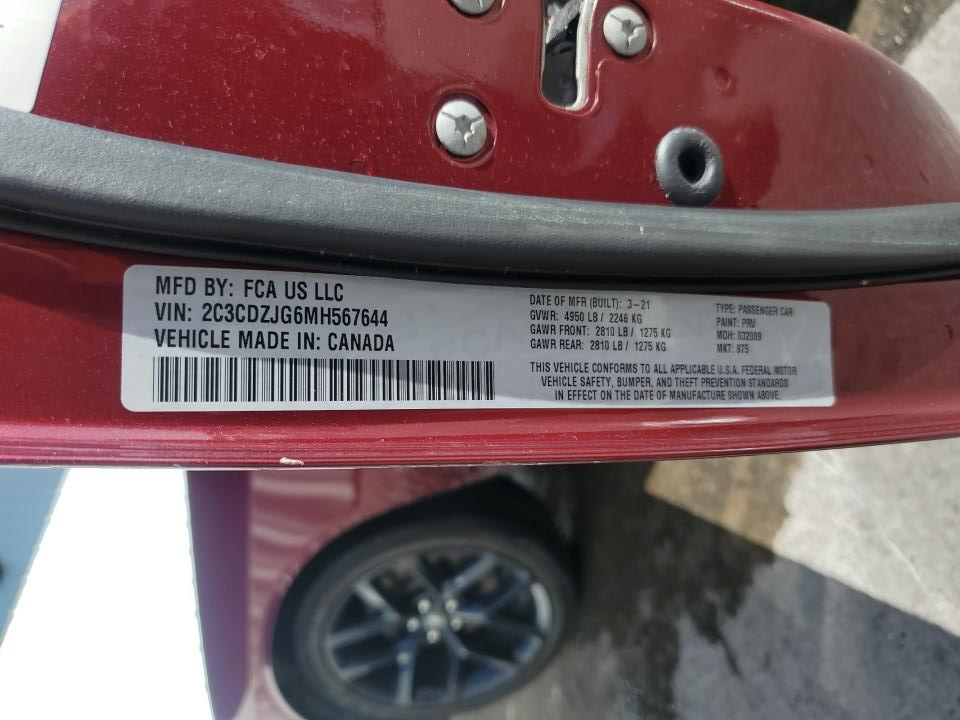 MFD BY: FCA US LLC
VIN: 2C3CDZJG6MH567644
VEHICLE MADE IN: CANADA
DATE OF MFR (BUILT): 3-21
GVWR: 4950 LB / 2246 KG
GAWR FRONT: 2810 LB / 1275 KG
GAWR REAR: 2810 LB / 1275 KG
TYPE: PASSENGER CAR
PAINT: PRV
MDH: 032009
MKT: 875
THIS VEHICLE CONFORMS TO ALL APPLICABLE U.S.A. FEDERAL MOTOR
VEHICLE SAFETY, BUMPER, AND THEFT PREVENTION STANDARDS
IN EFFECT ON THE DATE OF MANUFACTURE SHOWN ABOVE.